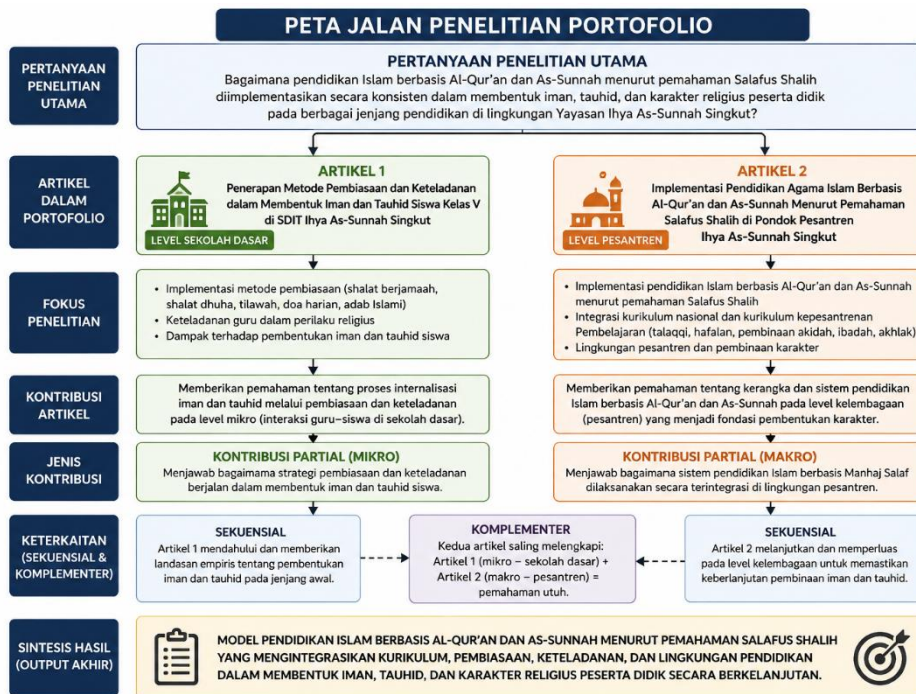 PETA JALAN PENELITIAN PORTOFOLIO
PERTANYAAN
PENELITIAN
UTAMA
PERTANYAAN PENELITIAN UTAMA
Bagaimana pendidikan Islam berbasis Al-Qur'an dan As-Sunnah menurut pemahaman Salafus Shalih
diimplementasikan secara konsisten dalam membentuk iman, tauhid, dan karakter religius peserta didik
pada berbagai jenjang pendidikan di lingkungan Yayasan Ihya As-Sunnah Singkut?
ARTIKEL
DALAM
PORTOFOLIO
ARTIKEL 1
Penerapan Metode Pembiasaan dan Keteladanan
dalam Membentuk Iman dan Tauhid Siswa Kelas V
di SDIT Ihya As-Sunnah Singkut
LEVEL SEKOLAH DASAR
ARTIKEL 2
Implementasi Pendidikan Agama Islam Berbasis
Al-Qur'an dan As-Sunnah Menurut Pemahaman
Salafus Shalih di Pondok Pesantren
Ihya As-Sunnah Singkut
LEVEL PESANTREN
FOKUS
PENELITIAN
• Implementasi metode pembiasaan (shalat berjamaah,
shalat dhuha, tilawah, doa harian, adab Islami)
• Keteladanan guru dalam perilaku religius
• Dampak terhadap pembentukan iman dan tauhid siswa
• Implementasi pendidikan Islam berbasis Al-Qur'an dan As-Sunnah
menurut pemahaman Salafus Shalih
• Integrasi kurikulum nasional dan kurikulum kepesantrenan
Pembelajaran (talaqqi, hafalan, pembinaan akidah, ibadah, akhlak)
• Lingkungan pesantren dan pembinaan karakter
KONTRIBUSI
ARTIKEL
Memberikan pemahaman tentang proses internalisasi
iman dan tauhid melalui pembiasaan dan keteladanan
pada level mikro (interaksi guru–siswa di sekolah dasar).
Memberikan pemahaman tentang kerangka dan sistem pendidikan
Islam berbasis Al-Qur'an dan As-Sunnah pada level kelembagaan
(pesantren) yang menjadi fondasi pembentukan karakter.
JENIS
KONTRIBUSI
KONTRIBUSI PARTIAL (MIKRO)
Menjawab bagaimama strategi pembiasaan dan keteladanan
berjalan dalam membentuk iman dan tauhid siswa.
KONTRIBUSI PARTIAL (MAKRO)
Menjawab bagaimana sistem pendidikan Islam berbasis Manhaj Salaf
dilaksanakan secara terintegrasi di lingkungan pesantren.
KETERKAITAN
(SEKUENSIAL &
KOMPLEMENTER)
SEKUENSIAL
Artikel 1 mendahului dan memberikan
landasan empiris tentang pembentukan
iman dan tauhid pada jenjang awal.
KOMPLEMENTER
Kedua artikel saling melengkapi:
Artikel 1 (mikro – sekolah dasar) +
Artikel 2 (makro – pesantren) =
pemahaman utuh.
SEKUENSIAL
Artikel 2 melanjutkan dan memperluas
pada level kelembagaan untuk memastikan
keberlanjutan pembinaan iman dan tauhid.
SINTESIS HASIL
(OUTPUT AKHIR)
MODEL PENDIDIKAN ISLAM BERBASIS AL-QUR'AN DAN AS-SUNNAH MENURUT PEMAHAMAN SALAFUS SHALIH
YANG MENGINTEGRASIKAN KURIKULUM, PEMBIASAAN, KETELADANAN, DAN LINGKUNGAN PENDIDIKAN
DALAM MEMBENTUK IMAN, TAUHID, DAN KARAKTER RELIGIUS PESERTA DIDIK SECARA BERKELANJUTAN.